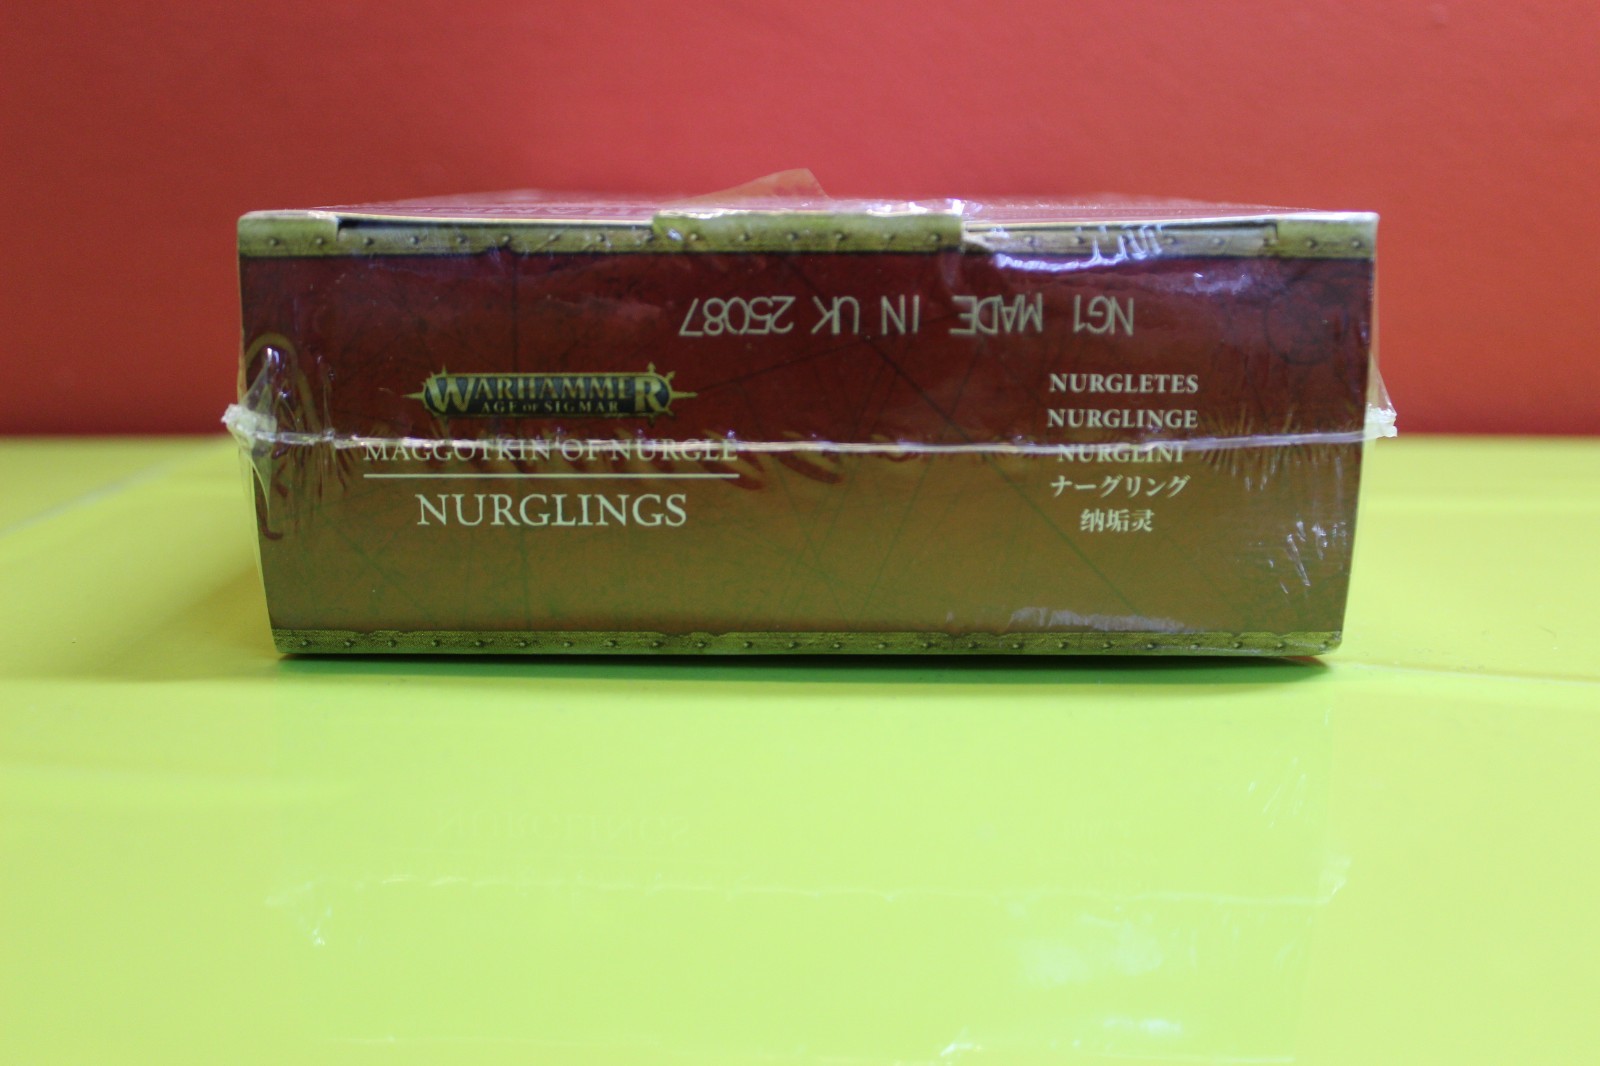 NG1 MADE IN UK 25087
WARHAMMER
AGE OF SIGMAR
MAGGOTKIN OF NURGLE
NURGLINGS
NURGLETES
NURGLINGE
NURGLINI
ナーグリング
纳垢灵